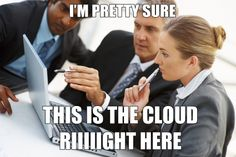 I'M PRETTY SURE
THIS IS THE CLOUD
RIIIIIGHT HERE